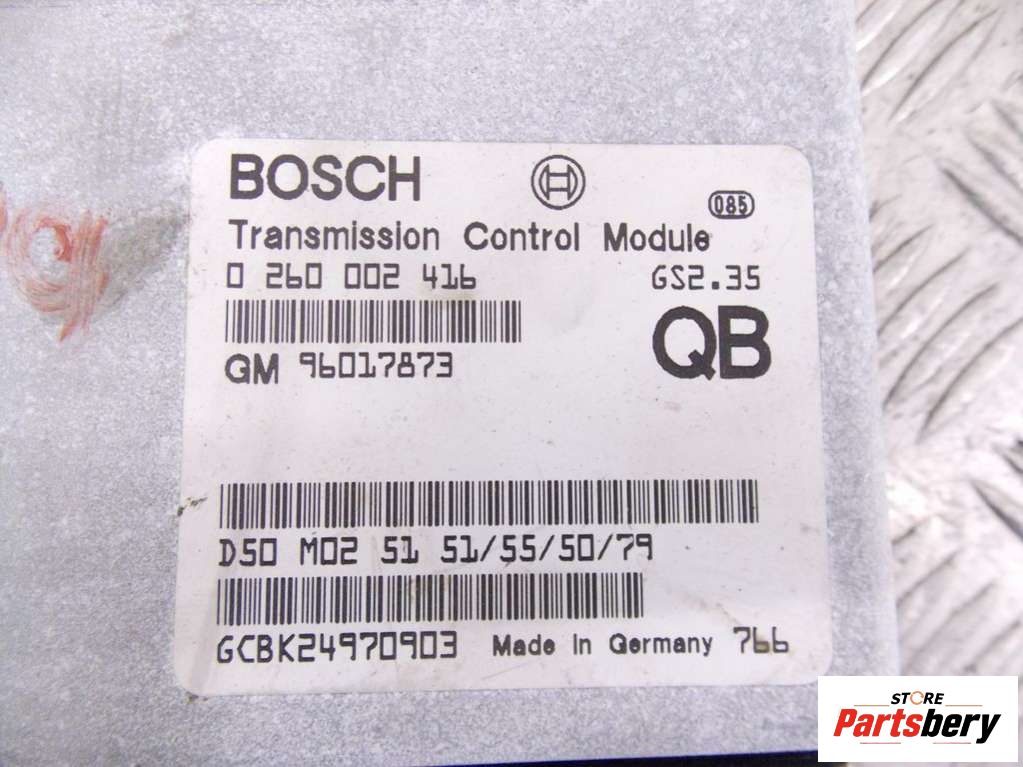 BOSCH
085
Transmission Control Module
0 260 002 416 GS2.35
GM 96017873 QB
D50 M02 51 51/55/50/79
GCBK24970903 Made in Germany 766
STORE
Partsbery